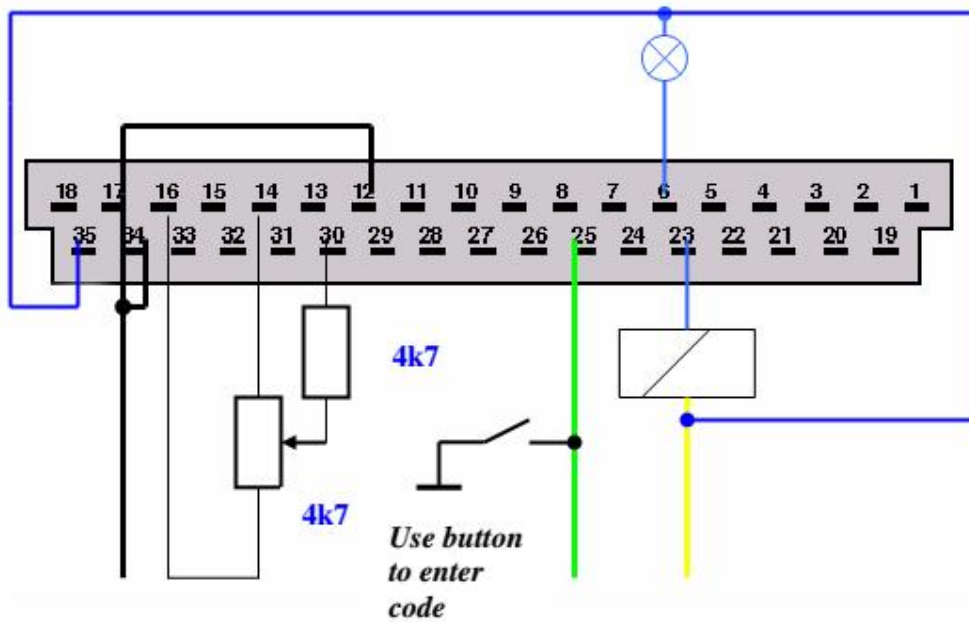 18 17 16 15 14 13 12 11 10 9 8 7 6 5 4 3 2 1
35 34 33 32 31 30 29 28 27 26 25 24 23 22 21 20 19
4k7
4k7
Use button
to enter
code